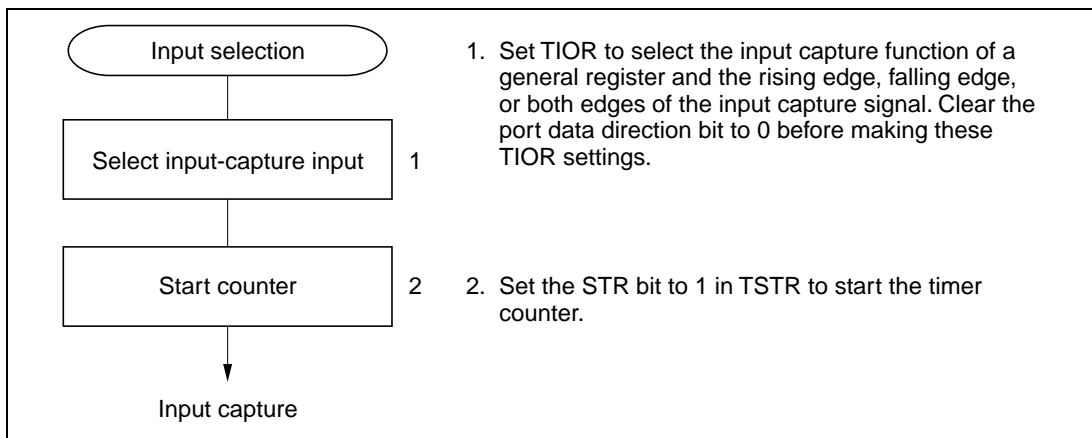 Input selection
1. Set TIOR to select the input capture function of a
general register and the rising edge, falling edge,
or both edges of the input capture signal. Clear the
port data direction bit to 0 before making these
TIOR settings.
Select input-capture input 1
Start counter 2
2. Set the STR bit to 1 in TSTR to start the timer
counter.
Input capture